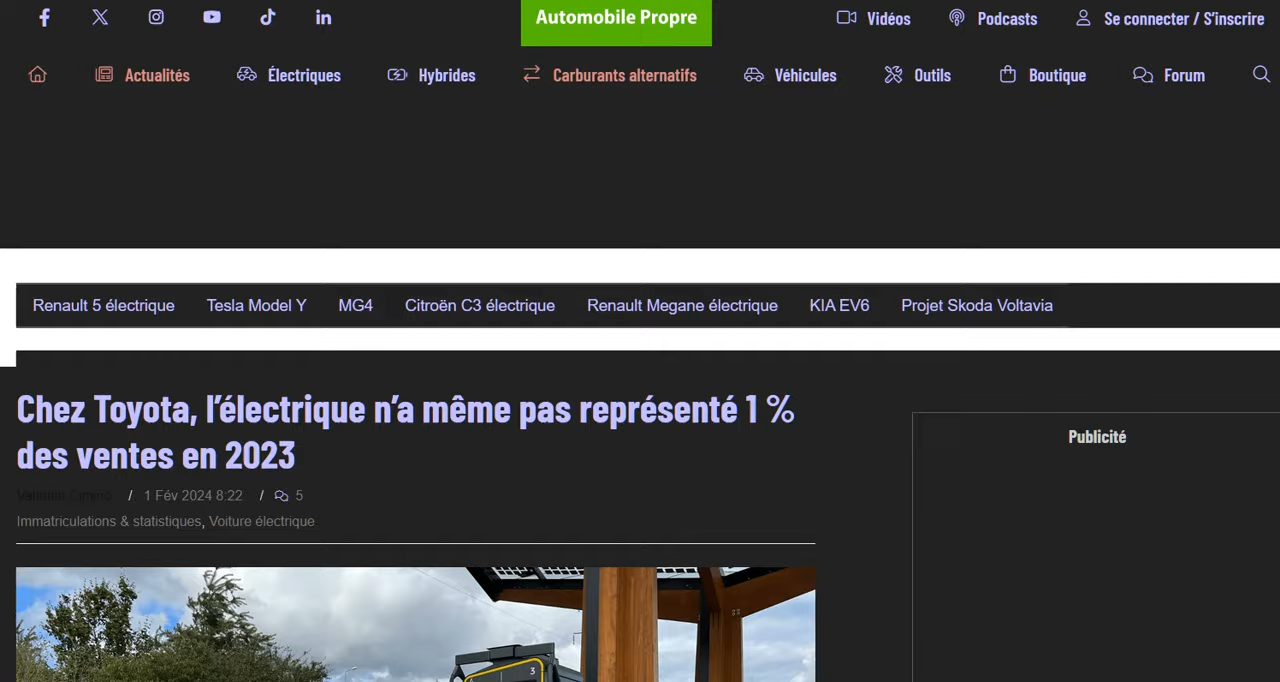 Automobile Propre
Vidéos
Podcasts
Se connecter / S'inscrire
Actualités
Électriques
Hybrides
Carburants alternatifs
Véhicules
Outils
Boutique
Forum
Renault 5 électrique
Tesla Model Y
MG4
Citroën C3 électrique
Renault Megane électrique
KIA EV6
Projet Skoda Voltavia
Chez Toyota, l’électrique n’a même pas représenté 1 %
des ventes en 2023
/ 1 Fév 2024 8:22 / 5
Immatriculations & statistiques, Voiture électrique
Publicité
3